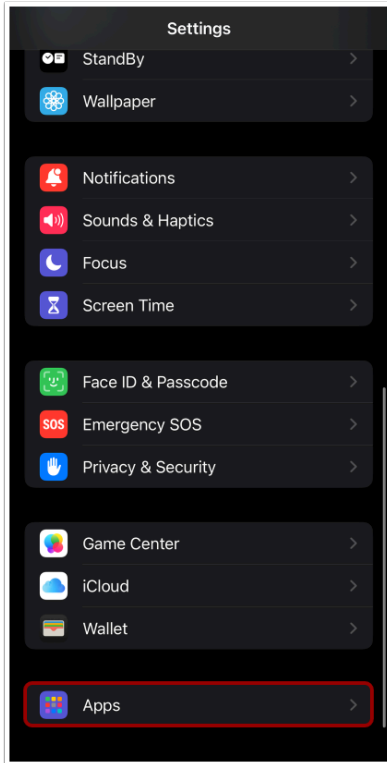 Settings
StandBy
Wallpaper
Notifications
Sounds & Haptics
Focus
Screen Time
Face ID & Passcode
SOS Emergency SOS
Privacy & Security
Game Center
iCloud
Wallet
Apps